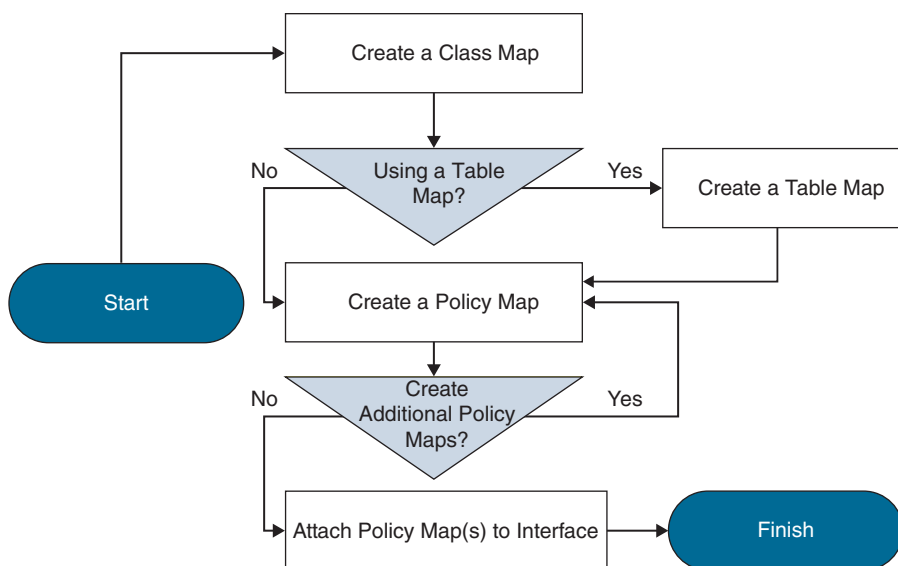 Create a Class Map
No
Using a Table
Map?
Yes
Create a Table Map
Start
Create a Policy Map
No
Create
Additional Policy
Maps?
Yes
Attach Policy Map(s) to Interface
Finish